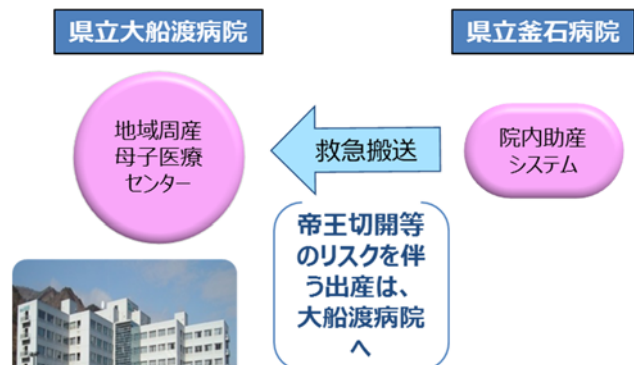 県立大船渡病院
県立釜石病院
地域周産
母子医療
センター
救急搬送
院内助産
システム
帝王切開等
のリスクを伴
う出産は、
大船渡病院
へ